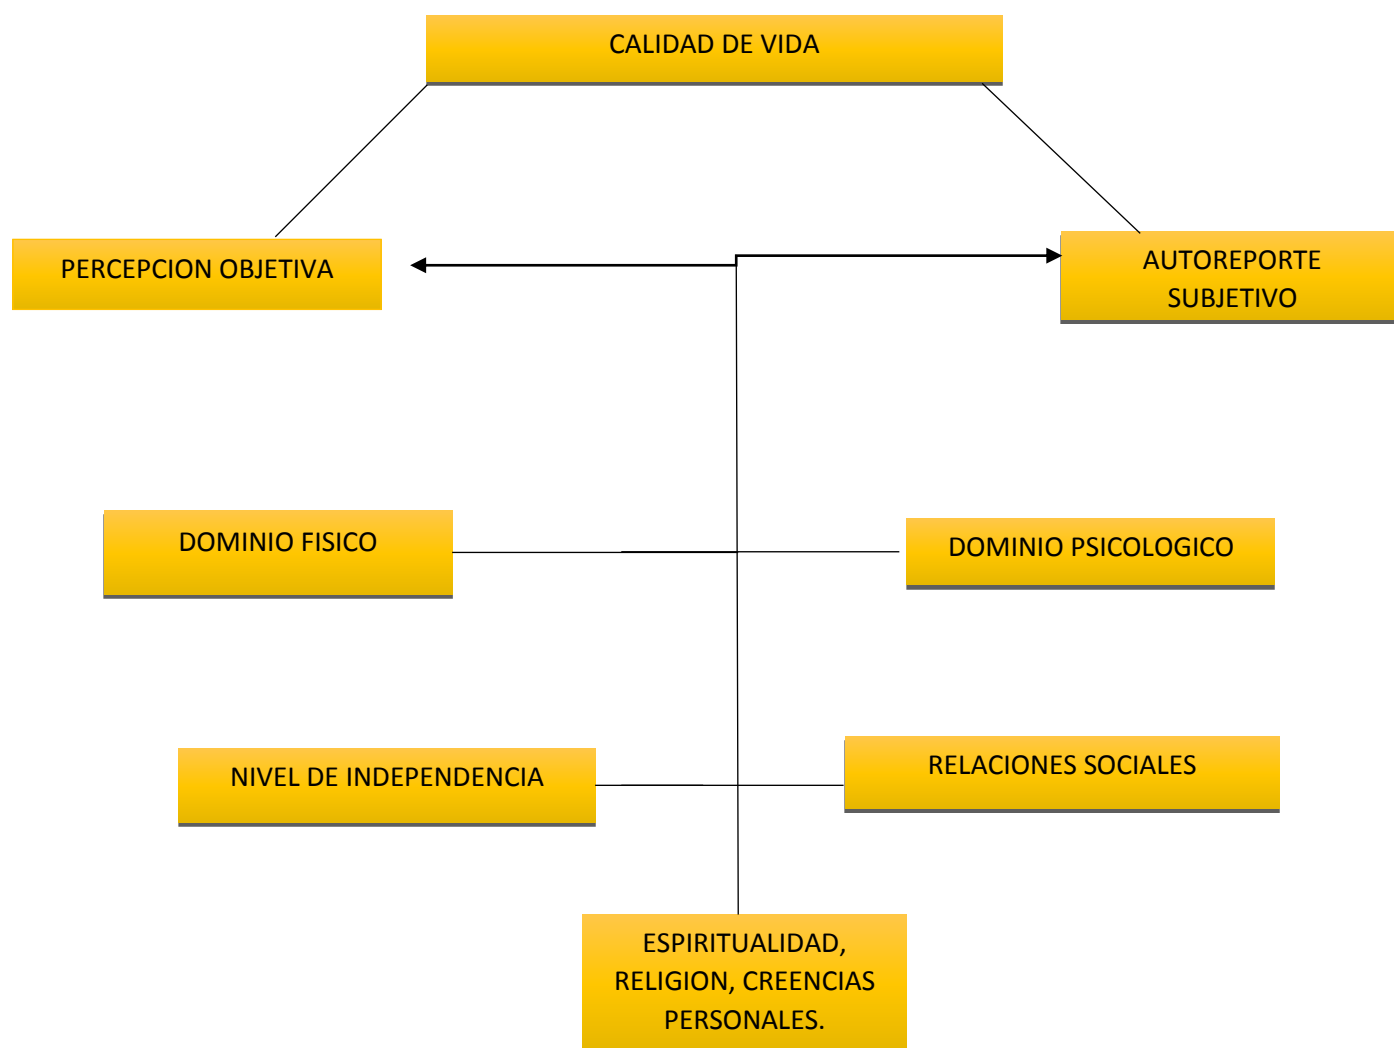 CALIDAD DE VIDA
PERCEPCION OBJETIVA
AUTOREPORTE
SUBJETIVO
DOMINIO FISICO
DOMINIO PSICOLOGICO
NIVEL DE INDEPENDENCIA
RELACIONES SOCIALES
ESPIRITUALIDAD,
RELIGION, CREENCIAS
PERSONALES.